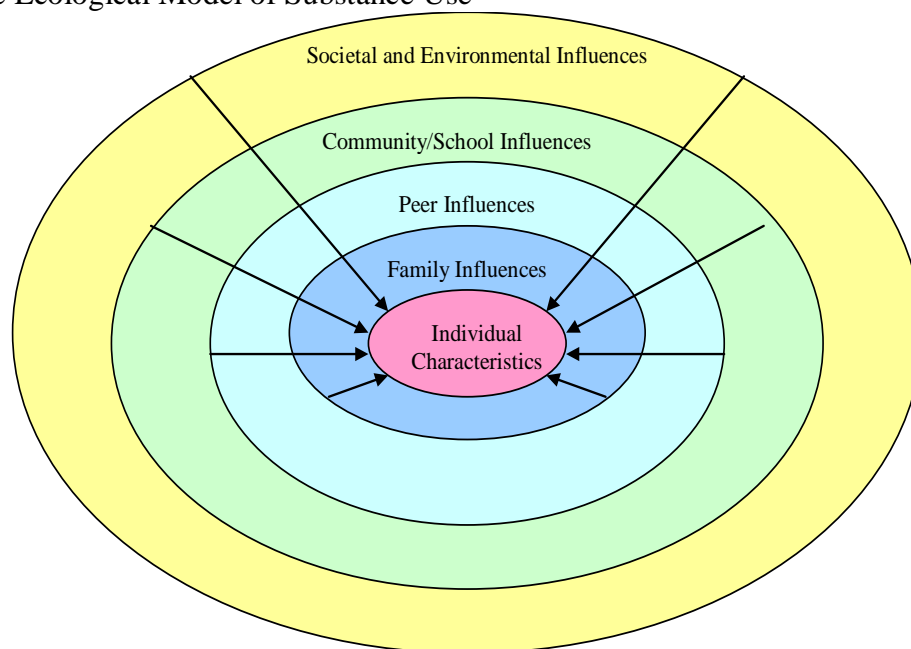 Ecological Model of Substance Use
Societal and Environmental Influences
Community/School Influences
Peer Influences
Family Influences
Individual
Characteristics